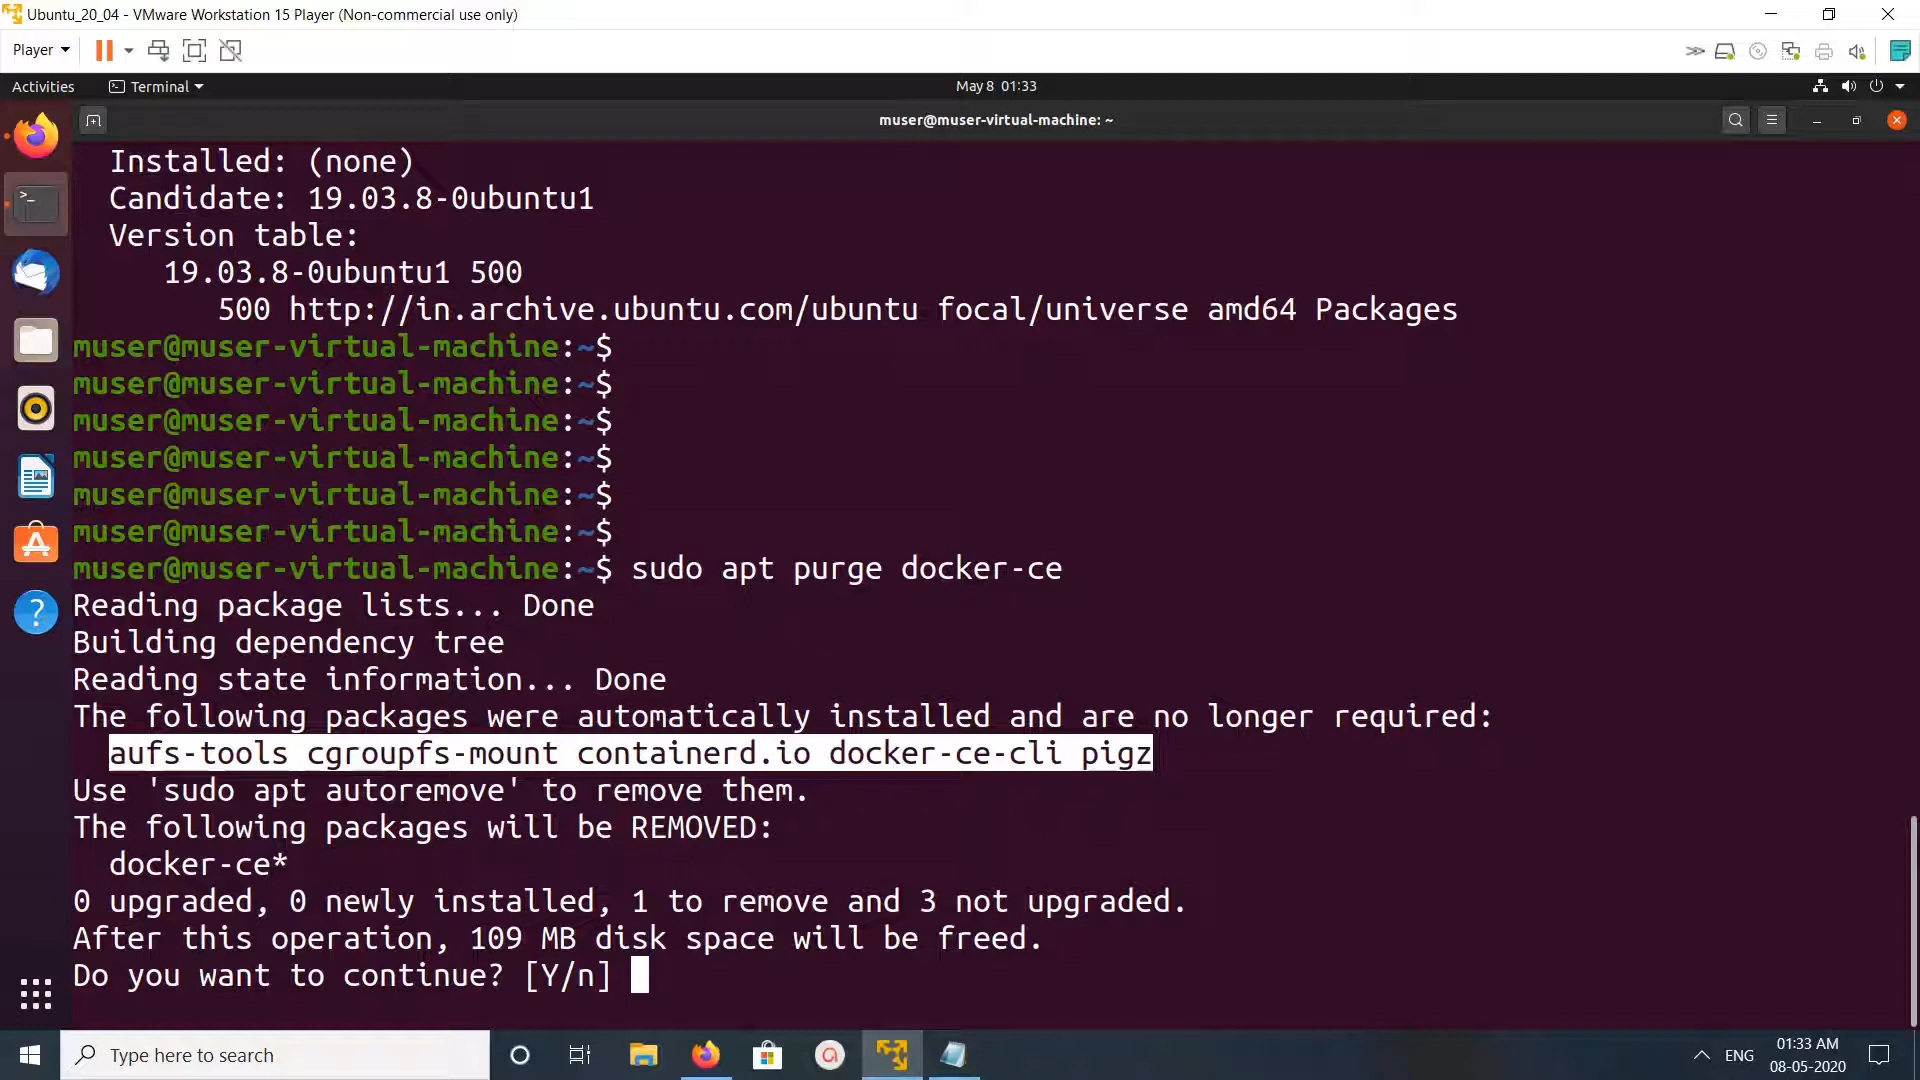 Ubuntu_20_04 - VMware Workstation 15 Player (Non-commercial use only)
Player
Activities
Terminal
May 8 01:33
muser@muser-virtual-machine: ~
Installed: (none)
Candidate: 19.03.8-0ubuntu1
Version table:
19.03.8-0ubuntu1 500
500 http://in.archive.ubuntu.com/ubuntu focal/universe amd64 Packages
muser@muser-virtual-machine:~$
muser@muser-virtual-machine:~$
muser@muser-virtual-machine:~$
muser@muser-virtual-machine:~$
muser@muser-virtual-machine:~$
muser@muser-virtual-machine:~$
muser@muser-virtual-machine:~$ sudo apt purge docker-ce
Reading package lists... Done
Building dependency tree
Reading state information... Done
The following packages were automatically installed and are no longer required:
aufs-tools cgroupfs-mount containerd.io docker-ce-cli pigz
Use 'sudo apt autoremove' to remove them.
The following packages will be REMOVED:
docker-ce*
0 upgraded, 0 newly installed, 1 to remove and 3 not upgraded.
After this operation, 109 MB disk space will be freed.
Do you want to continue? [Y/n]
Type here to search
ENG
01:33 AM
08-05-2020